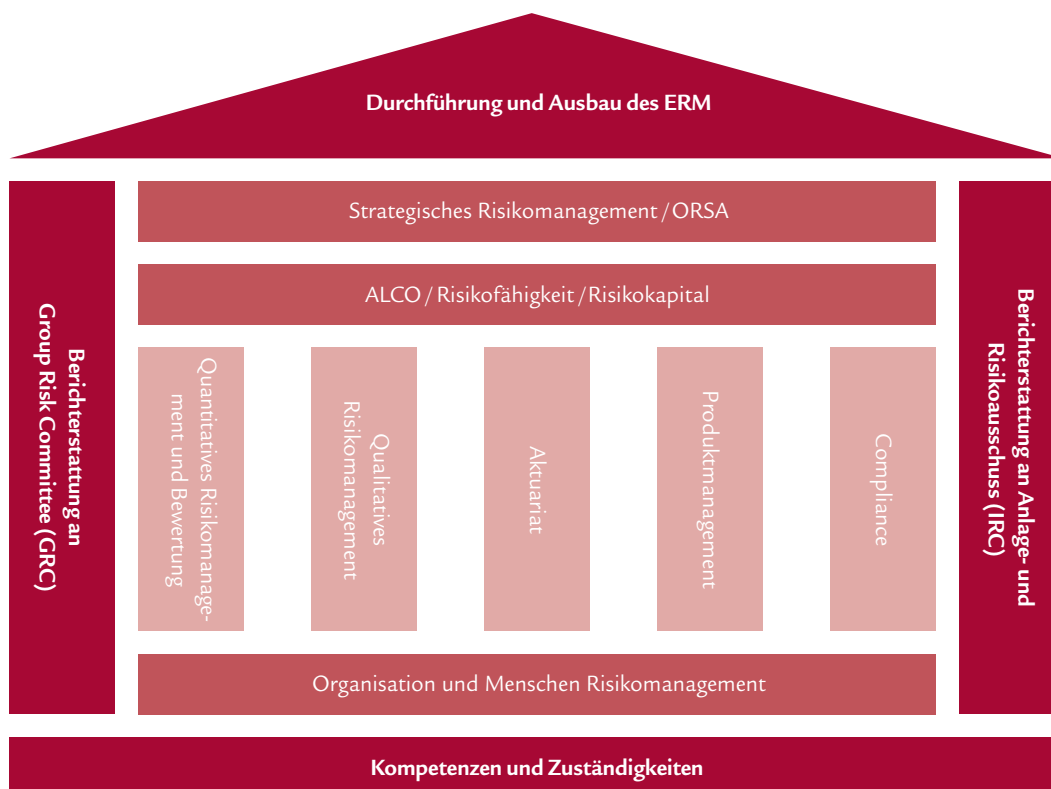 Durchführung und Ausbau des ERM
Berichterstattung an
Group Risk Committee (GRC)
Strategisches Risikomanagement / ORSA
ALCO / Risikofähigkeit / Risikokapital
Quantitatives Risikomanage-
ment und Bewertung
Qualitatives
Risikomanagement
Aktuariat
Produktmanagement
Compliance
Organisation und Menschen Risikomanagement
Berichterstattung an Anlage- und
Risikoausschuss (IRC)
Kompetenzen und Zuständigkeiten